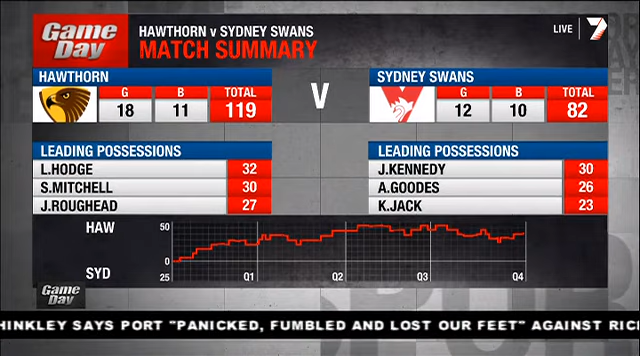 Game Day
HAWTHORN v SYDNEY SWANS
MATCH SUMMARY
LIVE 7
HAWTHORN
G B TOTAL
18 11 119
V
SYDNEY SWANS
G B TOTAL
12 10 82
LEADING POSSESSIONS
L.HODGE 32
S.MITCHELL 30
J.ROUGHEAD 27
LEADING POSSESSIONS
J.KENNEDY 30
A.GOODES 26
K.JACK 23
HAW 50
0
SYD 25
Q1 Q2 Q3 Q4
Game Day
HINKLEY SAYS PORT "PANICKED, FUMBLED AND LOST OUR FEET" AGAINST RIC